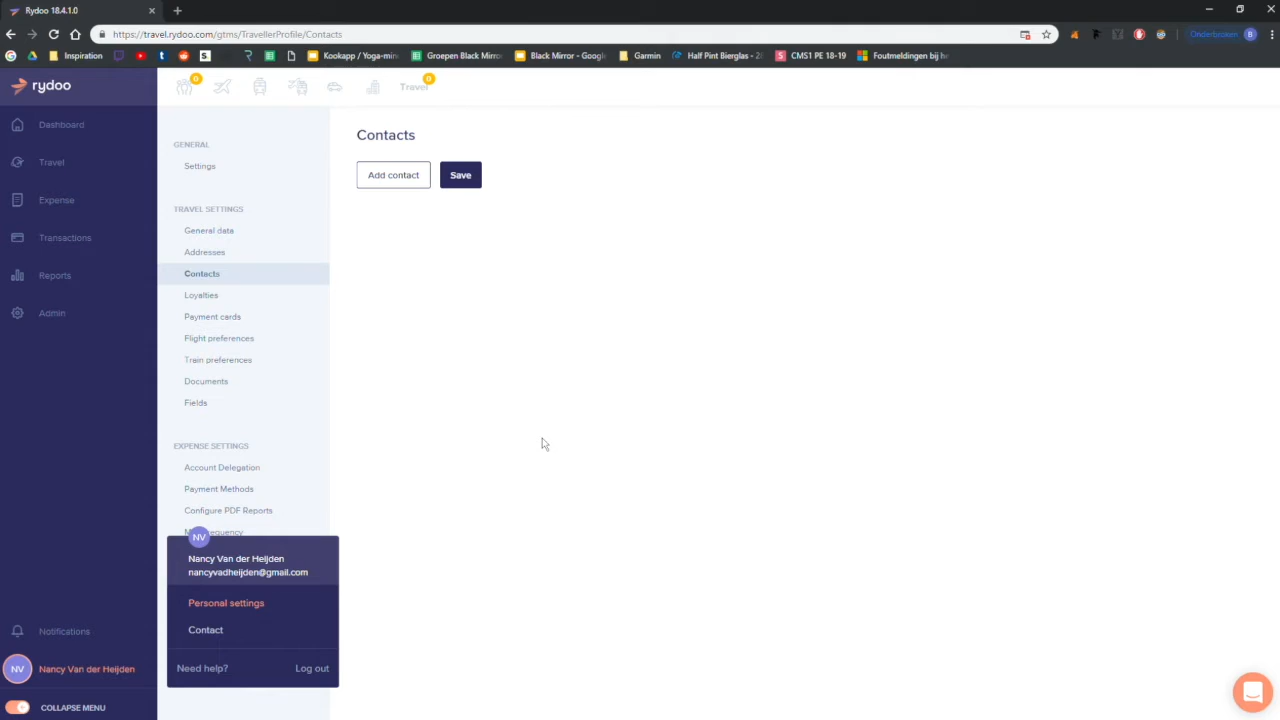 Rydoo 18.4.1.0
https://travel.rydoo.com/gtms/TravellerProfile/Contacts
Onderbroken
B
Inspiration
Kookapp / Yoga-min
Groepen Black Mirro
Black Mirror - Google
Garmin
Half Pint Bierglas - 28
CMS1 PE 18-19
Foutmeldingen bij he
rydoo
0
Travel
0
Dashboard
Travel
Expense
Transactions
Reports
Admin
Notifications
NV
Nancy Van der Heijden
COLLAPSE MENU
GENERAL
Settings
TRAVEL SETTINGS
General data
Addresses
Contacts
Loyalties
Payment cards
Flight preferences
Train preferences
Documents
Fields
EXPENSE SETTINGS
Account Delegation
Payment Methods
Configure PDF Reports
NV
Nancy Van der Heijden
nancyvadheijden@gmail.com
Personal settings
Contact
Need help?
Log out
Contacts
Add contact
Save